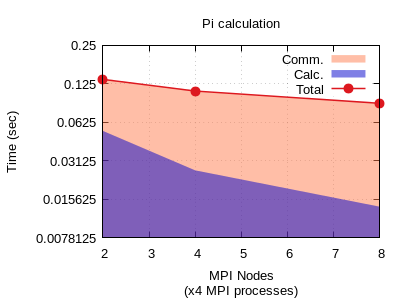 Pi calculation
0.25
0.125
0.0625
0.03125
0.015625
0.0078125
Time (sec)
Comm.
Calc.
Total
2 3 4 5 6 7 8
MPI Nodes
(x4 MPI processes)